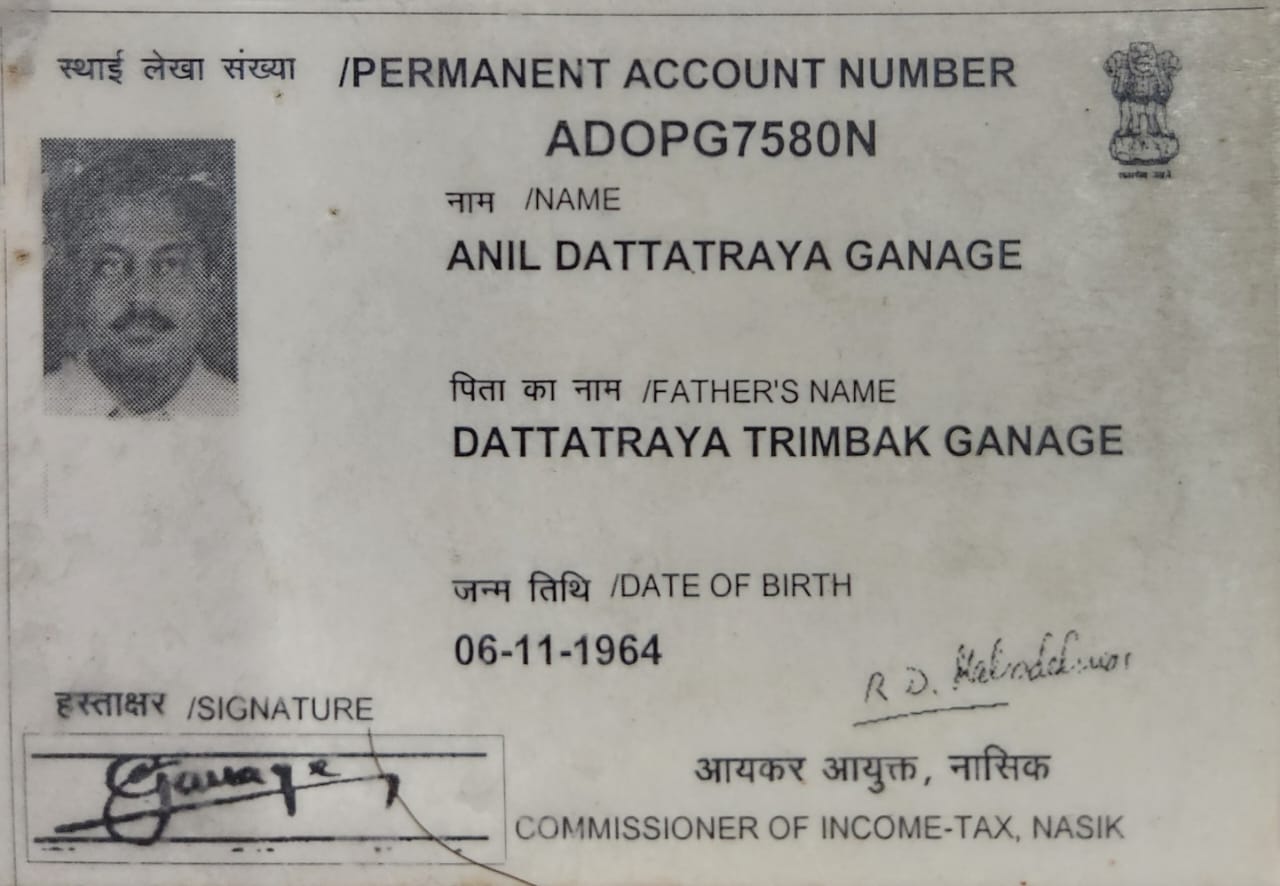 स्थाई लेखा संख्या /PERMANENT ACCOUNT NUMBER
ADOPG7580N
नाम /NAME
ANIL DATTATRAYA GANAGE
पिता का नाम /FATHER'S NAME
DATTATRAYA TRIMBAK GANAGE
जन्म तिथि /DATE OF BIRTH
06-11-1964
R D.
हस्ताक्षर /SIGNATURE
Ganage
आयकर आयुक्त, नासिक
COMMISSIONER OF INCOME-TAX, NASIK